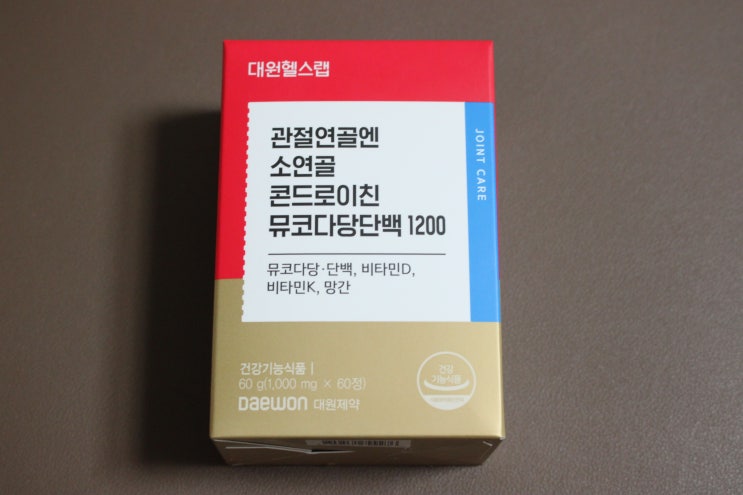 대원헬스랩
관절연골엔
소연골
콘드로이친
뮤코다당단백 1200
뮤코다당·단백, 비타민D,
비타민K, 망간
JOINT CARE
건강기능식품 |
60 g(1,000 mg × 60정)
Daewon 대원제약
건강
기능식품